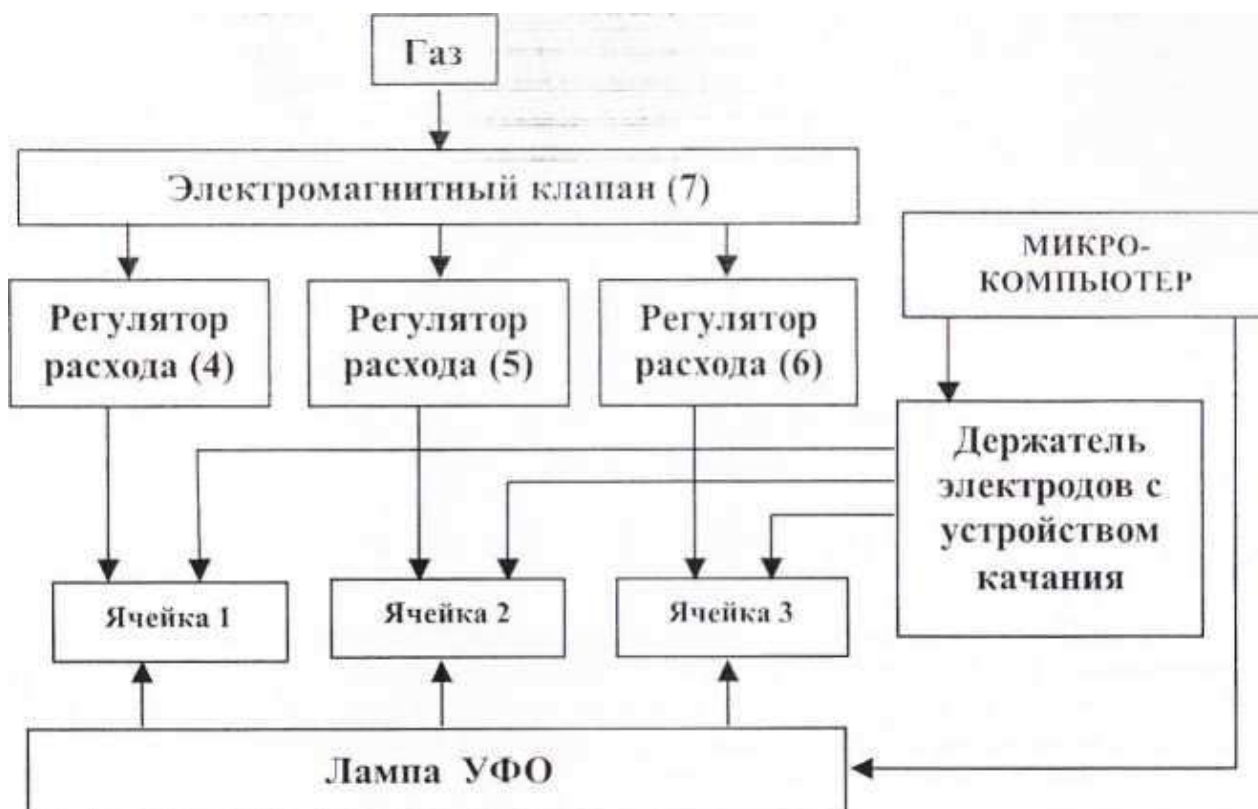 Газ
Электромагнитный клапан (7)
МИКРО-
КОМПЬЮТЕР
Регулятор
расхода (4)
Регулятор
расхода (5)
Регулятор
расхода (6)
Держатель
электродов с
устройством
качания
Ячейка 1
Ячейка 2
Ячейка 3
Лампа УФО